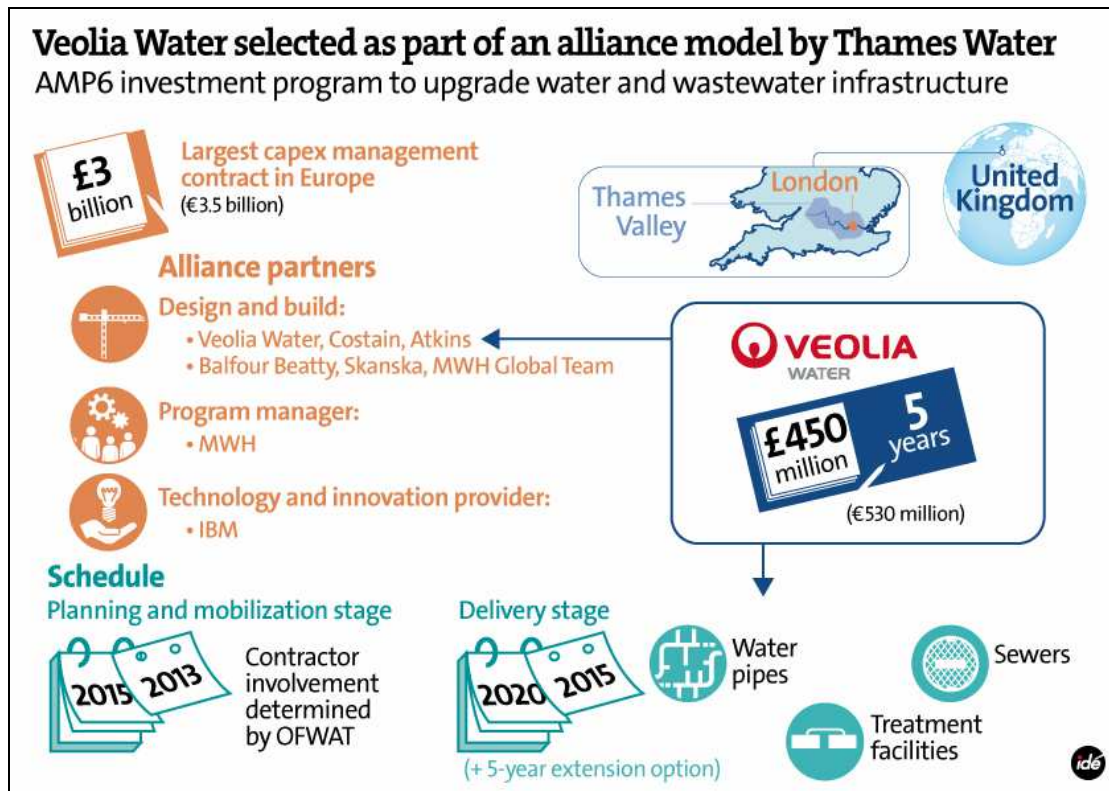 Veolia Water selected as part of an alliance model by Thames Water
AMP6 investment program to upgrade water and wastewater infrastructure
£3
billion
Largest capex management
contract in Europe
(€3.5 billion)
Thames
Valley
London
United
Kingdom
Alliance partners
Design and build:
• Veolia Water, Costain, Atkins
• Balfour Beatty, Skanska, MWH Global Team
Program manager:
• MWH
Technology and innovation provider:
• IBM
VEOLIA
WATER
£450
million
5
years
(€530 million)
Schedule
Planning and mobilization stage
2015
2013
Contractor
involvement
determined
by OFWAT
Delivery stage
2020
2015
(+ 5-year extension option)
Water
pipes
Sewers
Treatment
facilities
idé